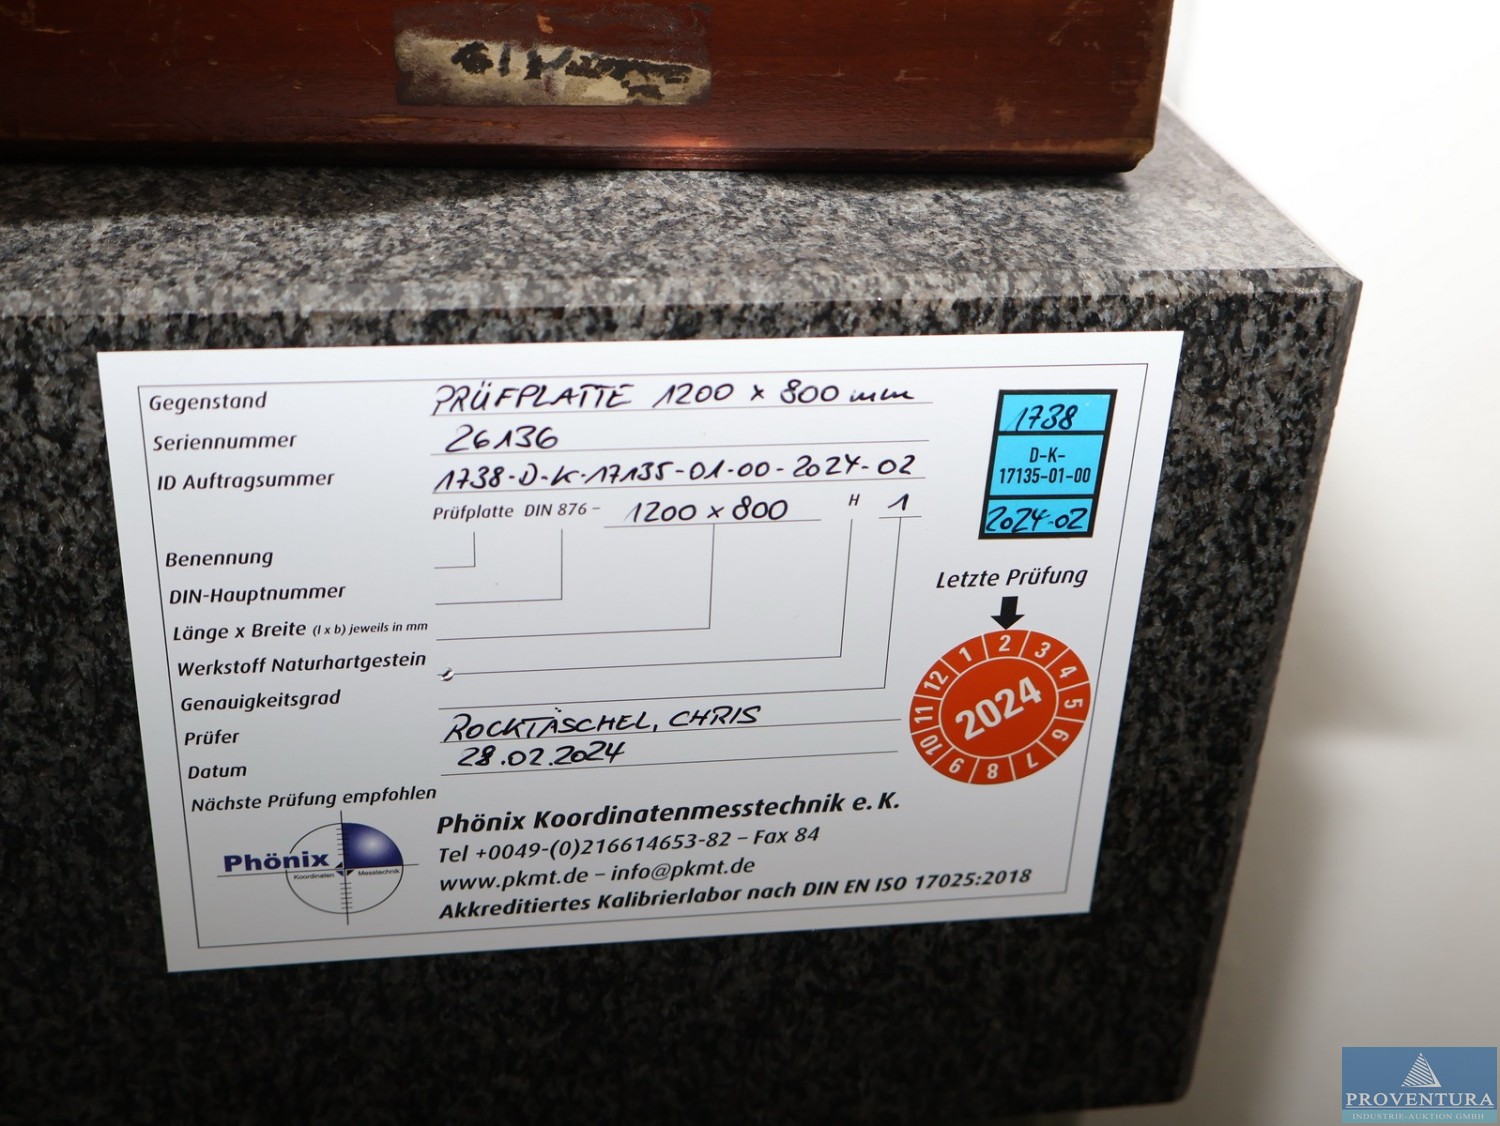 Gegenstand PRÜFPLATTE 1200 x 800 mm
Seriennummer 26136
ID Auftragsummer 1738-D-K-17135-01-00-2024-02
Prüfplatte DIN 876 – 1200 x 800 H 1
Benennung
DIN-Hauptnummer
Länge x Breite (l x b) jeweils in mm
Werkstoff Naturhartgestein
Genauigkeitsgrad
Prüfer ROCKTÄSCHEL, CHRIS
Datum 28.02.2024
Nächste Prüfung empfohlen
1738
D-K-
17135-01-00
2024-02
Letzte Prüfung
1 2 3 4 5 6 7 8 9 10 11 12
2024
Phönix
Koordinaten Messtechnik
Phönix Koordinatenmesstechnik e. K.
Tel +0049-(0)216614653-82 – Fax 84
www.pkmt.de – info@pkmt.de
Akkreditiertes Kalibrierlabor nach DIN EN ISO 17025:2018
PROVENTURA
INDUSTRIE-AUKTION GMBH